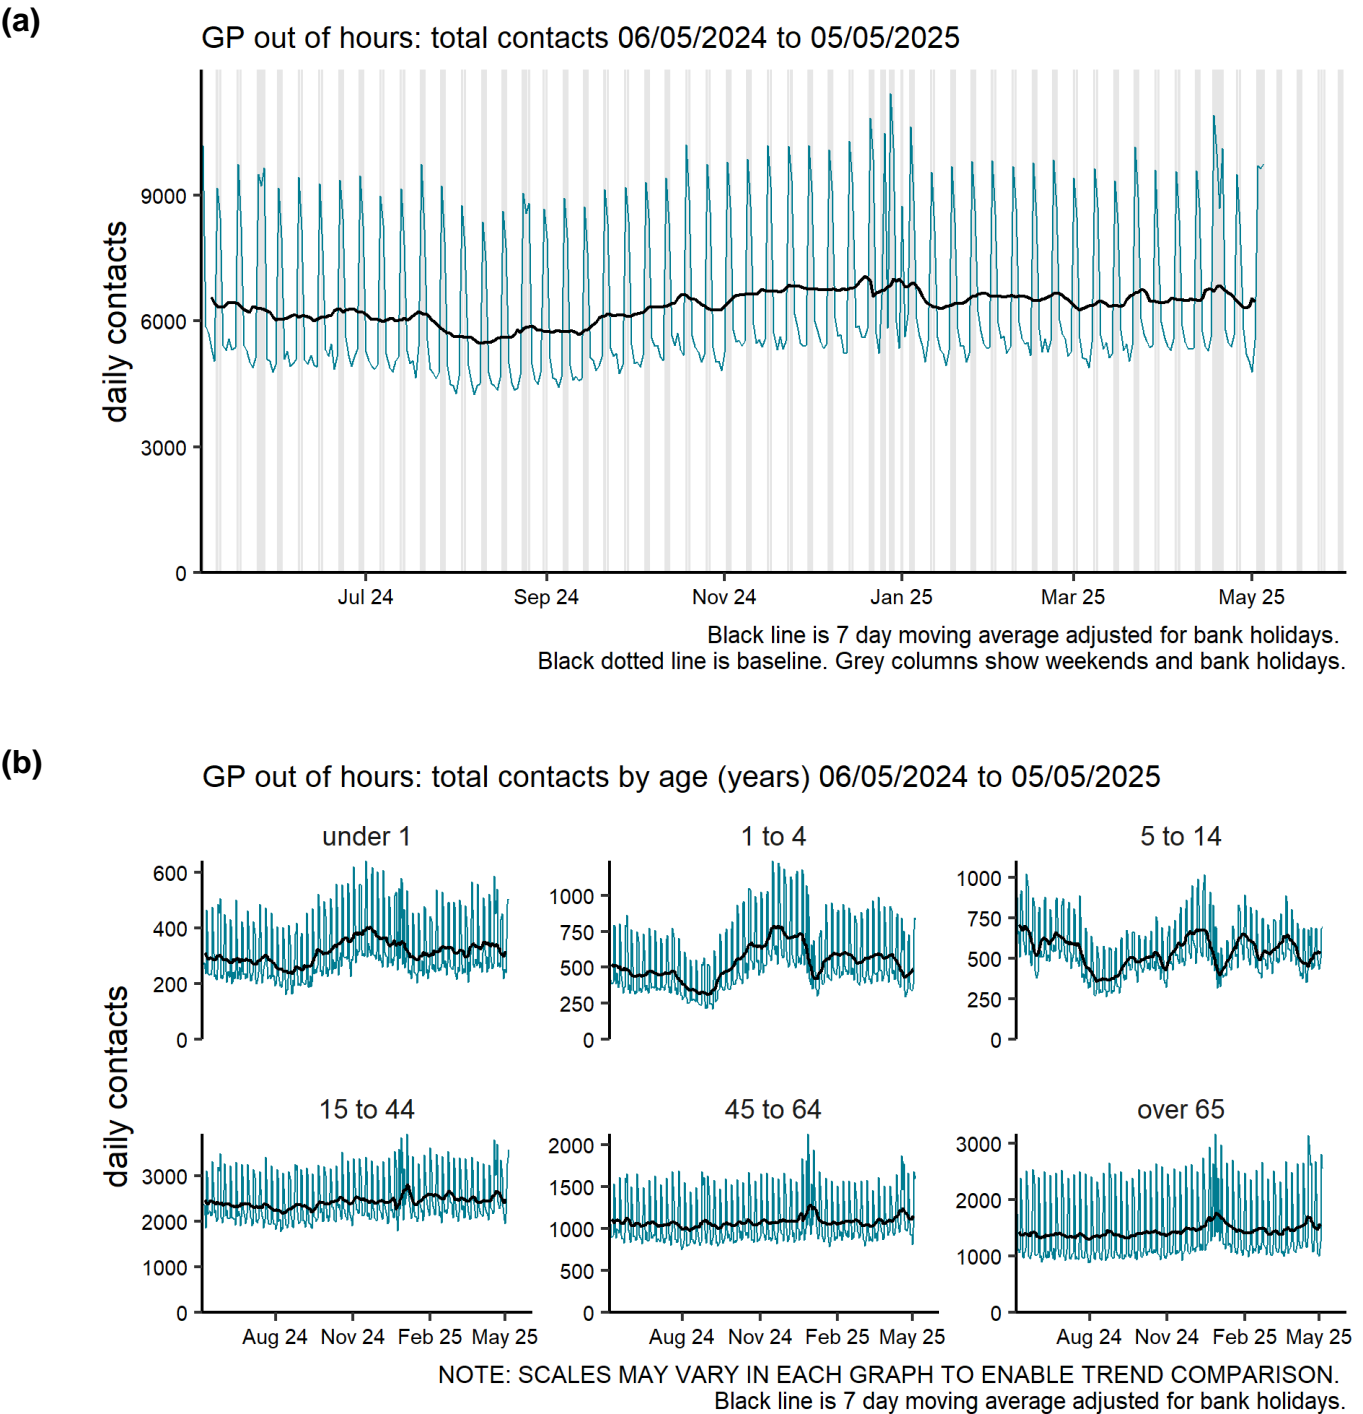 (a)
GP out of hours: total contacts 06/05/2024 to 05/05/2025
daily contacts
9000
6000
3000
0
Jul 24 Sep 24 Nov 24 Jan 25 Mar 25 May 25
Black line is 7 day moving average adjusted for bank holidays.
Black dotted line is baseline. Grey columns show weekends and bank holidays.
(b)
GP out of hours: total contacts by age (years) 06/05/2024 to 05/05/2025
daily contacts
under 1
600
400
200
0
1 to 4
1000
750
500
250
0
5 to 14
1000
750
500
250
0
15 to 44
3000
2000
1000
0
Aug 24 Nov 24 Feb 25 May 25
45 to 64
2000
1500
1000
500
0
Aug 24 Nov 24 Feb 25 May 25
over 65
3000
2000
1000
0
Aug 24 Nov 24 Feb 25 May 25
NOTE: SCALES MAY VARY IN EACH GRAPH TO ENABLE TREND COMPARISON.
Black line is 7 day moving average adjusted for bank holidays.